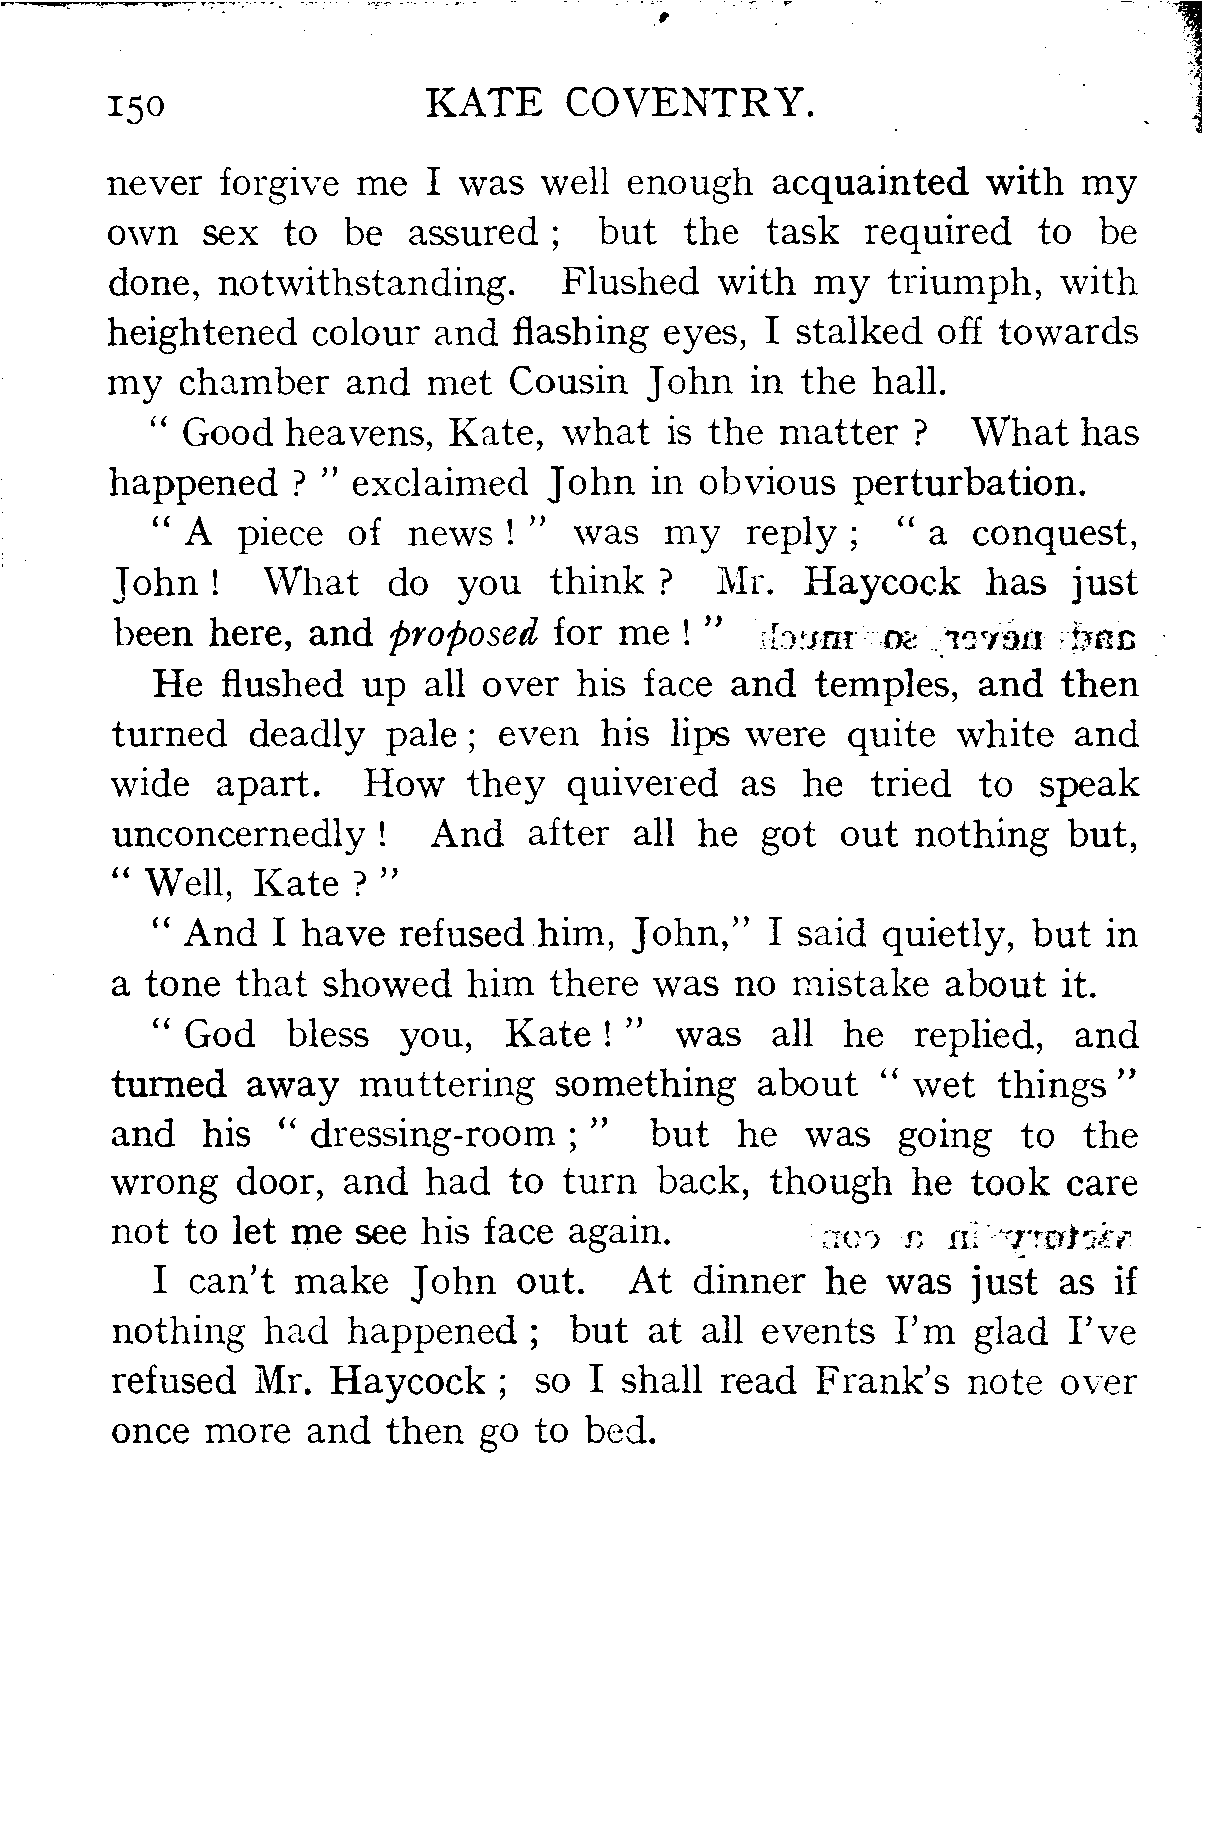 150 KATE COVENTRY.
never forgive me I was well enough acquainted with my
own sex to be assured ; but the task required to be
done, notwithstanding. Flushed with my triumph, with
heightened colour and flashing eyes, I stalked off towards
my chamber and met Cousin John in the hall.
“ Good heavens, Kate, what is the matter ? What has
happened ? ” exclaimed John in obvious perturbation.
“ A piece of news ! ” was my reply ; “ a conquest,
John ! What do you think ? Mr. Haycock has just
been here, and proposed for me ! ”
He flushed up all over his face and temples, and then
turned deadly pale ; even his lips were quite white and
wide apart. How they quivered as he tried to speak
unconcernedly ! And after all he got out nothing but,
“ Well, Kate ? ”
“ And I have refused him, John,” I said quietly, but in
a tone that showed him there was no mistake about it.
“ God bless you, Kate ! ” was all he replied, and
turned away muttering something about “ wet things ”
and his “ dressing-room ; ” but he was going to the
wrong door, and had to turn back, though he took care
not to let me see his face again.
I can’t make John out. At dinner he was just as if
nothing had happened ; but at all events I’m glad I’ve
refused Mr. Haycock ; so I shall read Frank’s note over
once more and then go to bed.